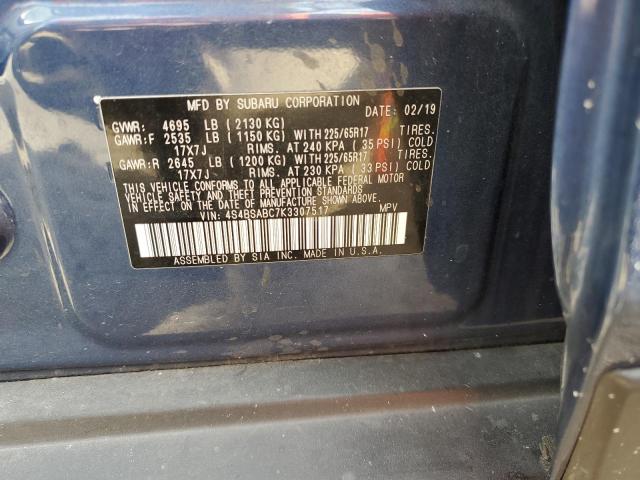 MFD BY SUBARU CORPORATION DATE: 02/19
GVWR: 4695 LB (2130 KG)
GAWR:F 2535 LB (1150 KG) WITH 225/65R17 TIRES.
17X7J RIMS. AT 240 KPA (35 PSI) COLD
GAWR:R 2645 LB (1200 KG) WITH 225/65R17 TIRES.
17X7J RIMS. AT 230 KPA (33 PSI) COLD
THIS VEHICLE CONFORMS TO ALL APPLICABLE FEDERAL MOTOR
VEHICLE SAFETY AND THEFT PREVENTION STANDARDS
IN EFFECT ON THE DATE OF MANUFACTURE SHOWN ABOVE.
VIN: 4S4BSABC7K3307517 MPV
ASSEMBLED BY SIA INC. MADE IN U.S.A.